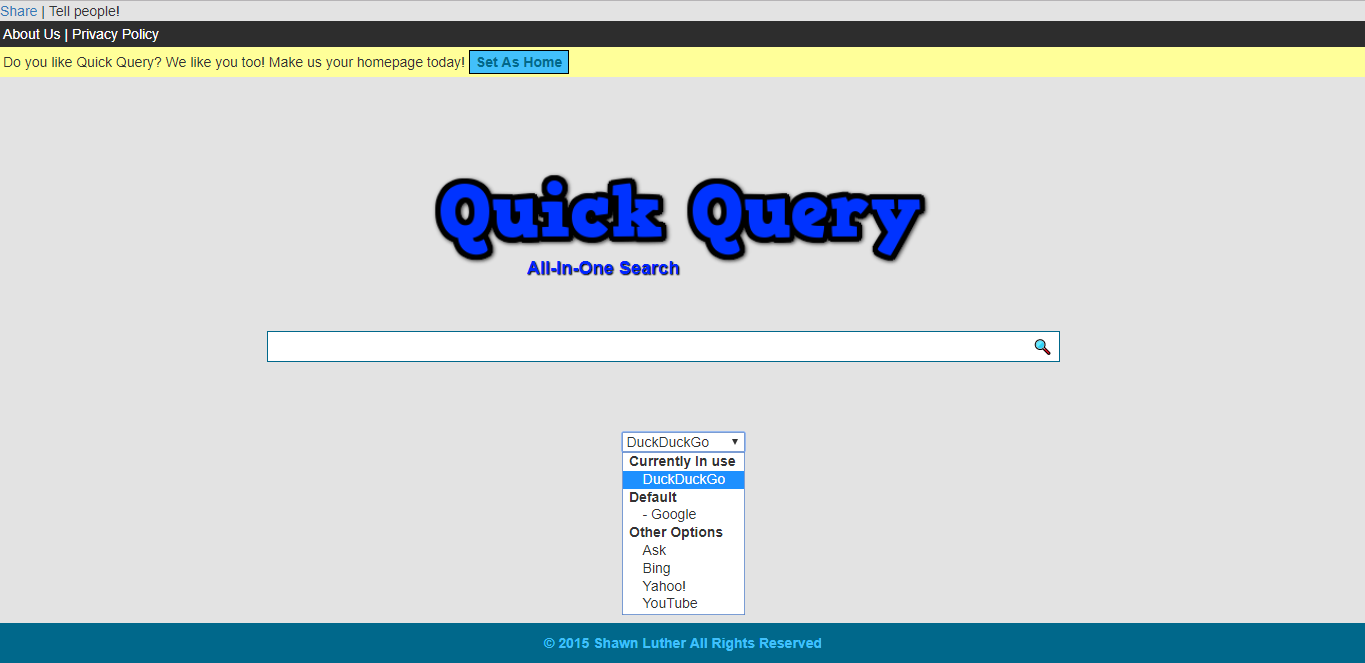 Share | Tell people!
About Us | Privacy Policy
Do you like Quick Query? We like you too! Make us your homepage today! Set As Home
Quick Query
All-In-One Search
DuckDuckGo
Currently in use
DuckDuckGo
Default
- Google
Other Options
Ask
Bing
Yahoo!
YouTube
© 2015 Shawn Luther All Rights Reserved